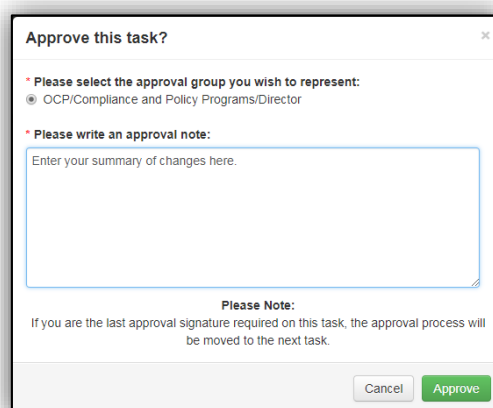 Approve this task?
×
* Please select the approval group you wish to represent:
OCP/Compliance and Policy Programs/Director
* Please write an approval note:
Enter your summary of changes here.
Please Note:
If you are the last approval signature required on this task, the approval process will
be moved to the next task.
Cancel Approve